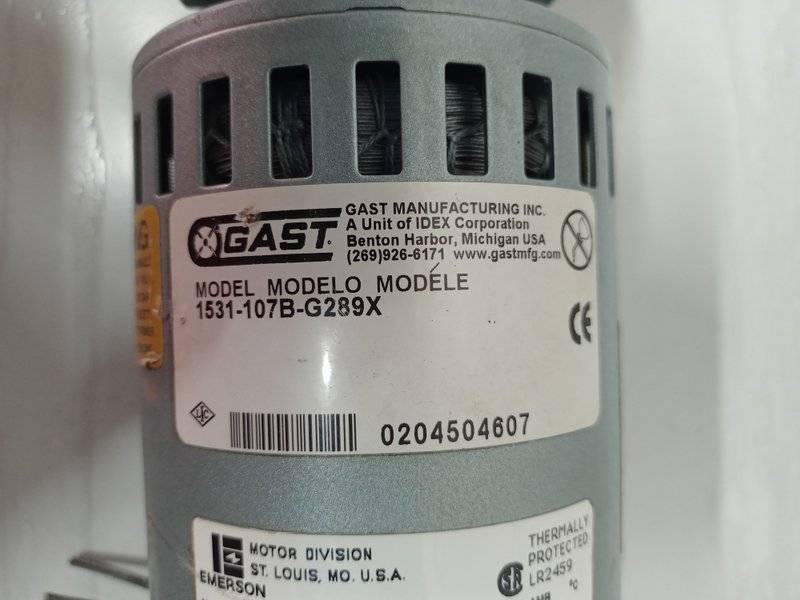 GAST
GAST MANUFACTURING INC.
A Unit of IDEX Corporation
Benton Harbor, Michigan USA
(269)926-6171 www.gastmfg.com
MODEL MODELO MODÉLE
1531-107B-G289X
CE
0204504607
EMERSON
MOTOR DIVISION
ST. LOUIS, MO. U.S.A.
THERMALLY
PROTECTED
LR2459
AMB °C